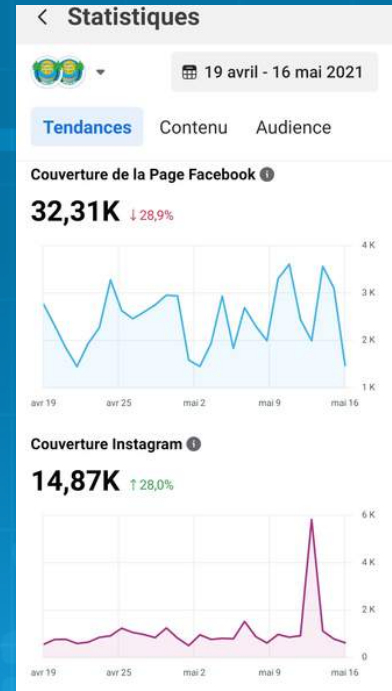 Statistiques
19 avril - 16 mai 2021
Tendances Contenu Audience
Couverture de la Page Facebook
32,31K ↓ 28,9%
4 K
3 K
2 K
1 K
avr 19 avr 25 mai 2 mai 9 mai 16
Couverture Instagram
14,87K ↑ 28,0%
6 K
4 K
2 K
0
avr 19 avr 25 mai 2 mai 9 mai 16